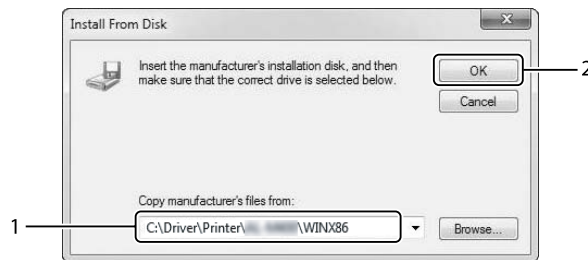 Install From Disk
Insert the manufacturer's installation disk, and then
make sure that the correct drive is selected below.
OK
2
Cancel
Copy manufacturer's files from:
1
C:\Driver\Printer\ \WINX86
Browse...